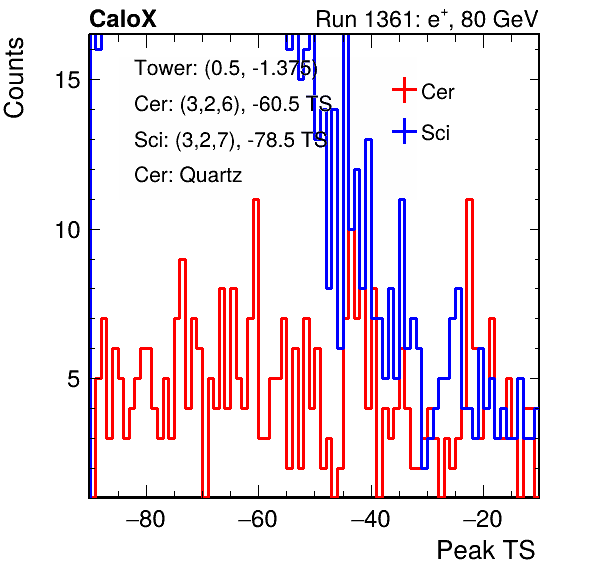 CaloX Run 1361: e+, 80 GeV
Counts
Tower: (0.5, -1.375)
Cer: (3,2,6), -60.5 TS
Sci: (3,2,7), -78.5 TS
Cer: Quartz
Cer
Sci
15
10
5
−80 −60 −40 −20
Peak TS